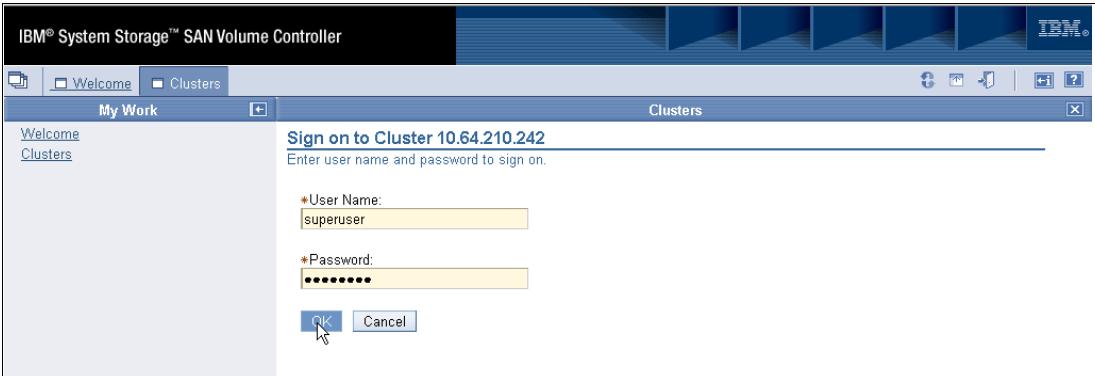 IBM® System Storage™ SAN Volume Controller
IBM®
Welcome
Clusters
?
My Work
Clusters
Welcome
Clusters
Sign on to Cluster 10.64.210.242
Enter user name and password to sign on.
*User Name:
superuser
*Password:
••••••••
OK
Cancel